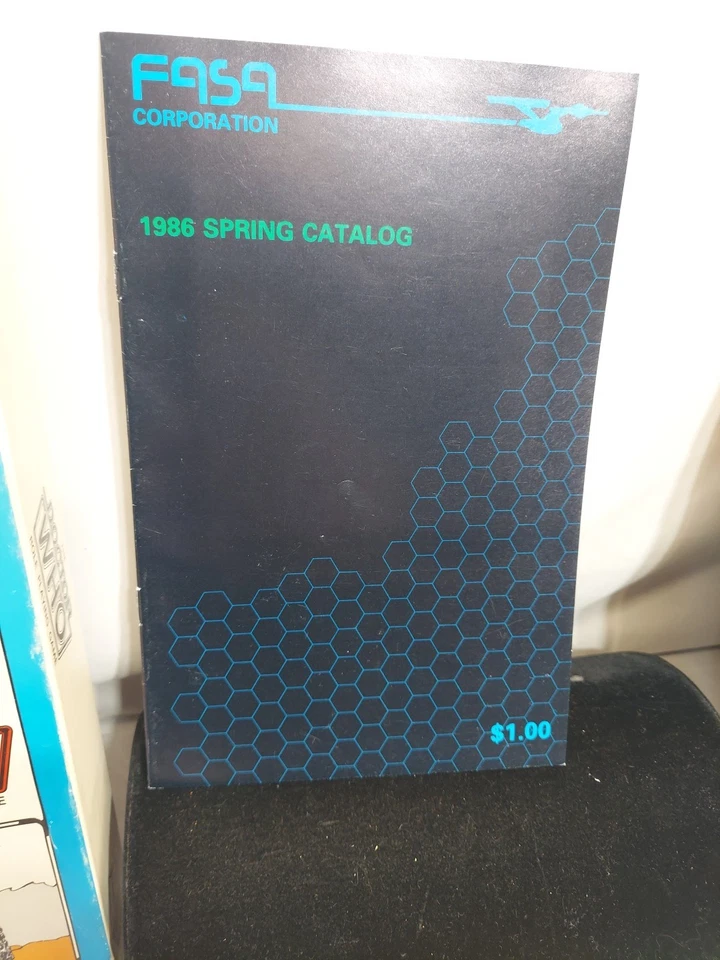 FASA
CORPORATION
1986 SPRING CATALOG
$1.00